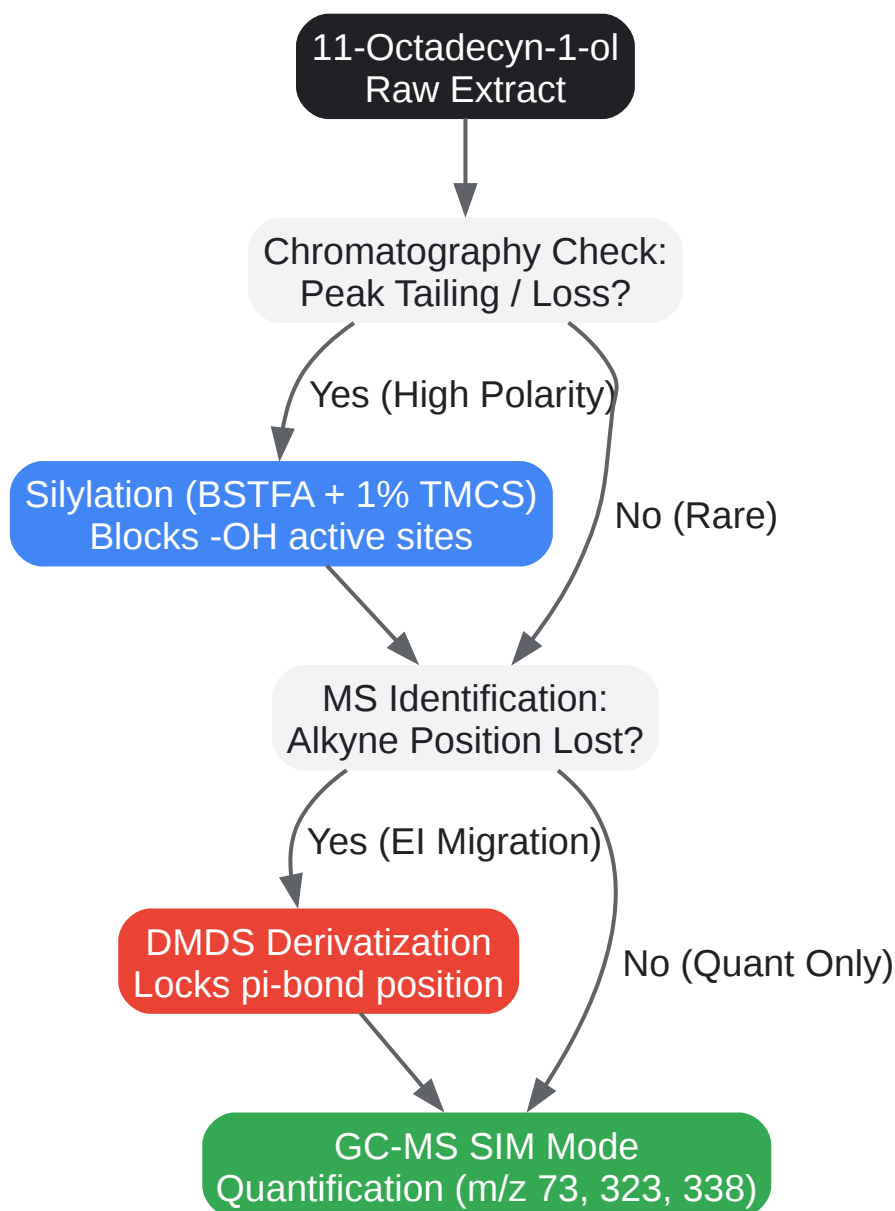 11-Octadecyn-1-ol
Raw Extract
Chromatography Check:
Peak Tailing / Loss?
Yes (High Polarity)
Silylation (BSTFA + 1% TMCS)
Blocks -OH active sites
No (Rare)
MS Identification:
Alkyne Position Lost?
Yes (EI Migration)
DMDS Derivatization
Locks pi-bond position
No (Quant Only)
GC-MS SIM Mode
Quantification (m/z 73, 323, 338)